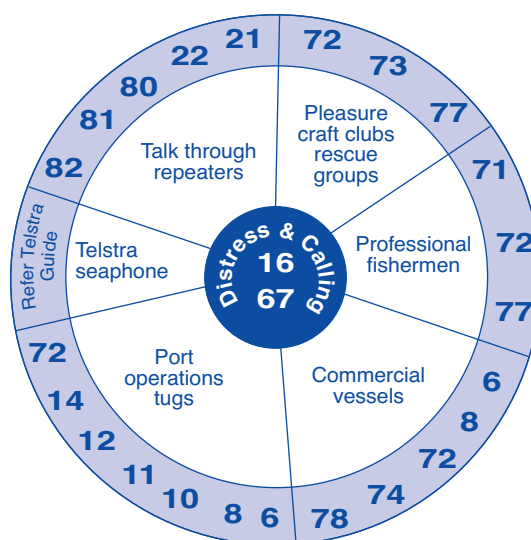 Distress & Calling
16
67
Pleasure
craft clubs
rescue
groups
72
73
77
Professional
fishermen
71
72
77
Commercial
vessels
6
8
72
74
78
Port
operations
tugs
6
8
10
11
12
14
72
Telstra
seaphone
Refer Telstra
Guide
Talk through
repeaters
82
81
80
22
21